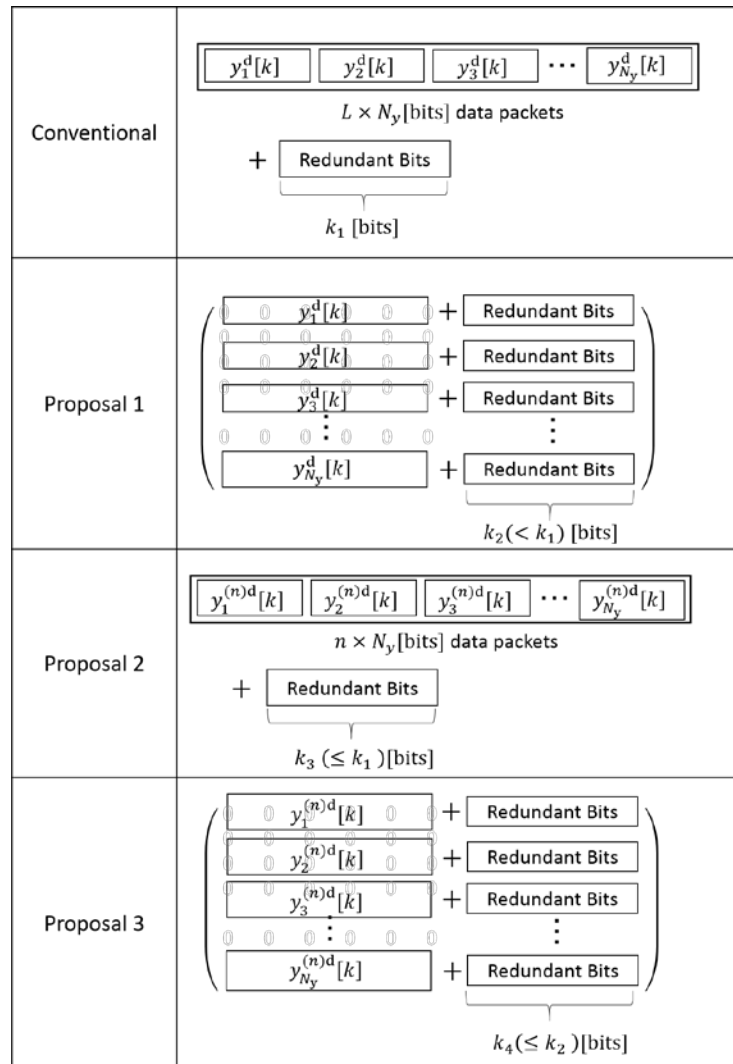 Conventional
y_1^d[k] y_2^d[k] y_3^d[k] ⋯ y_{N_y}^d[k]
L × N_y[bits] data packets
+ Redundant Bits
k_1 [bits]
Proposal 1
y_1^d[k] + Redundant Bits
y_2^d[k] + Redundant Bits
y_3^d[k] + Redundant Bits
⋮ ⋮
y_{N_y}^d[k] + Redundant Bits
k_2(< k_1) [bits]
Proposal 2
y_1^{(n)d}[k] y_2^{(n)d}[k] y_3^{(n)d}[k] ⋯ y_{N_y}^{(n)d}[k]
n × N_y[bits] data packets
+ Redundant Bits
k_3 (≤ k_1 )[bits]
Proposal 3
y_1^{(n)d}[k] + Redundant Bits
y_2^{(n)d}[k] + Redundant Bits
y_3^{(n)d}[k] + Redundant Bits
⋮ ⋮
y_{N_y}^{(n)d}[k] + Redundant Bits
k_4(≤ k_2 )[bits]